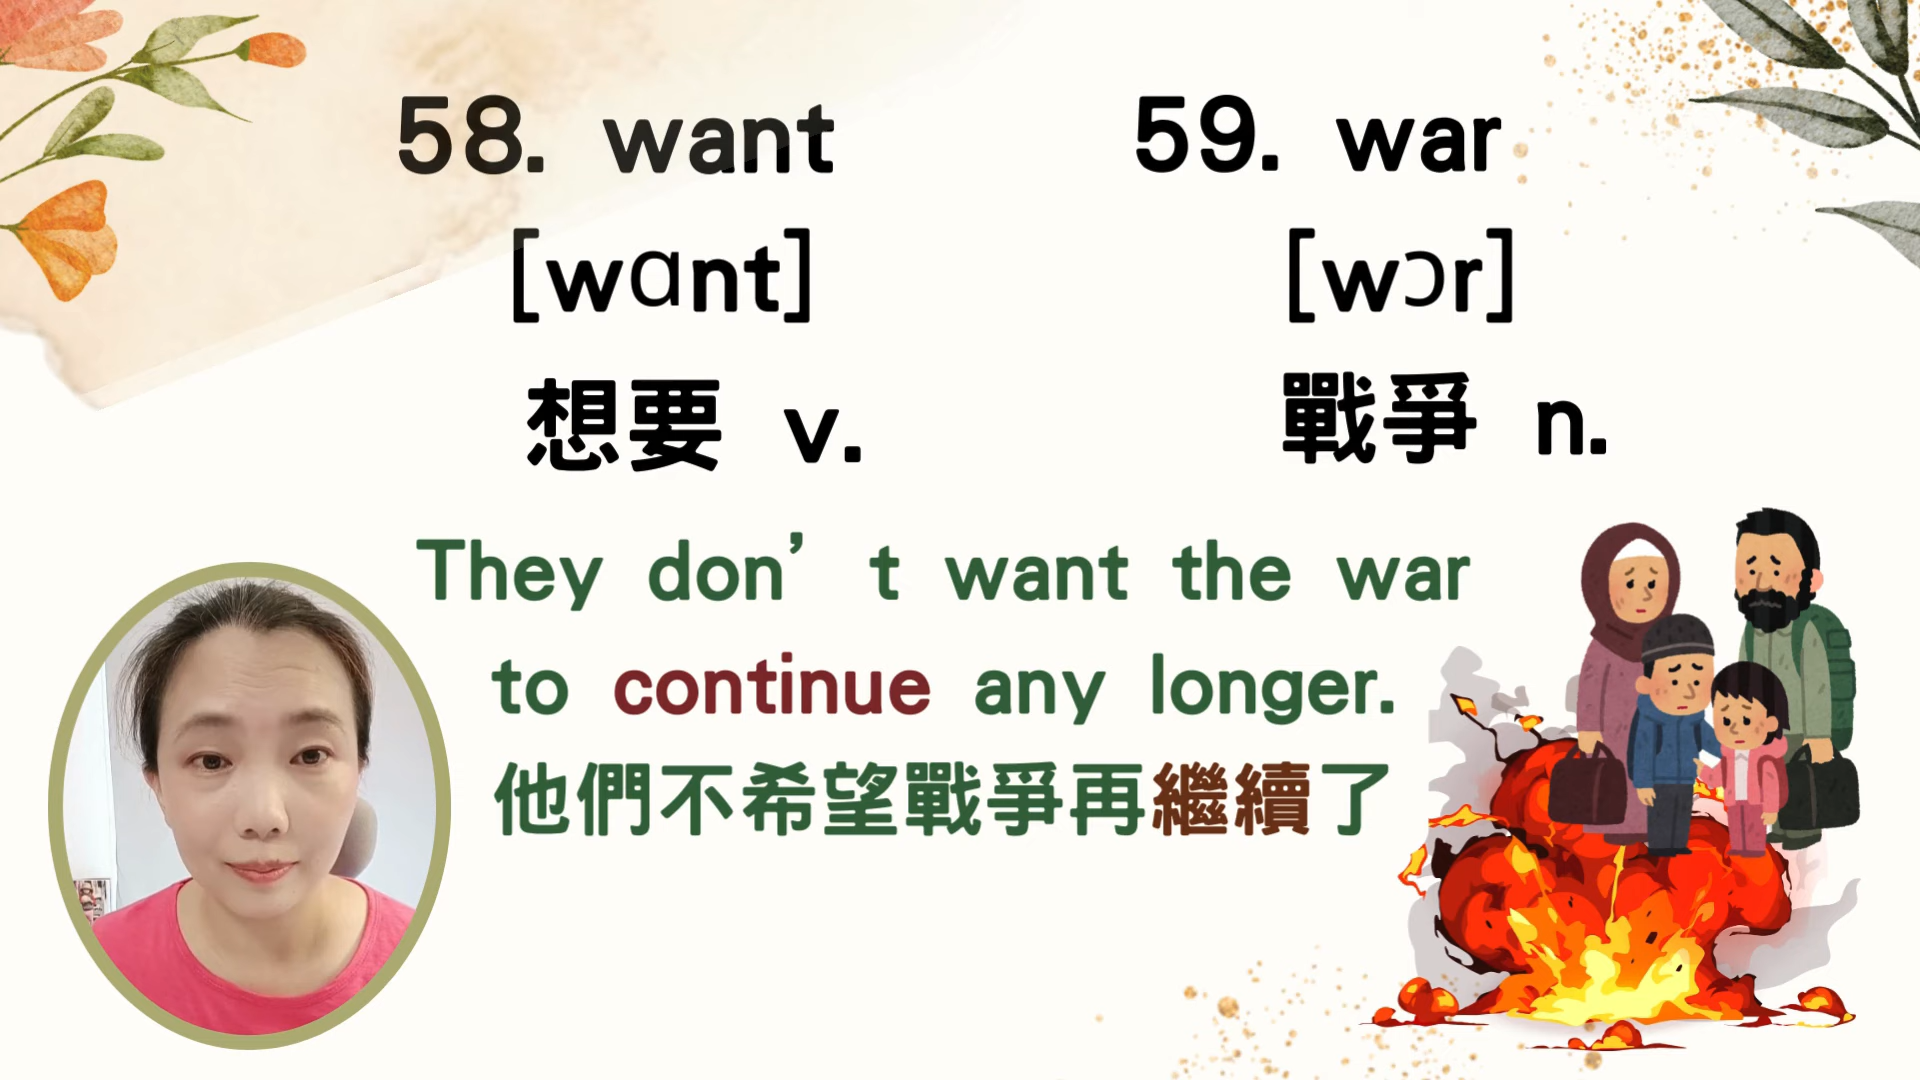 58. want
[wɑnt]
想要 v.
59. war
[wɔr]
戰爭 n.
They don’t want the war
to continue any longer.
他們不希望戰爭再繼續了